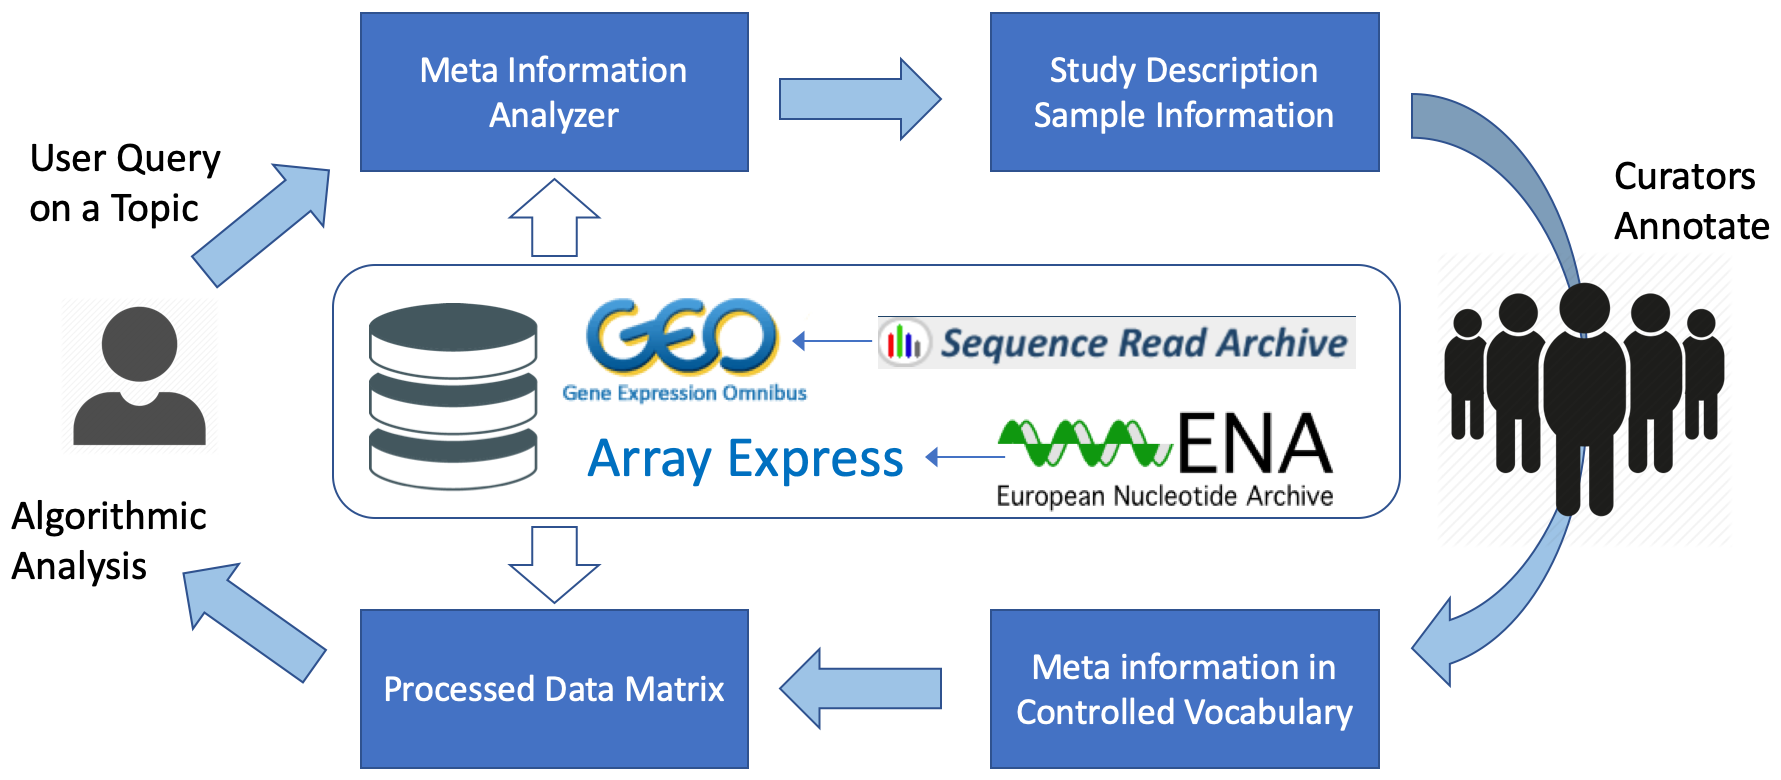 Meta Information
Analyzer
Study Description
Sample Information
User Query
on a Topic
Curators
Annotate
GEO
Gene Expression Omnibus
Sequence Read Archive
Array Express
ENA
European Nucleotide Archive
Algorithmic
Analysis
Processed Data Matrix
Meta information in
Controlled Vocabulary